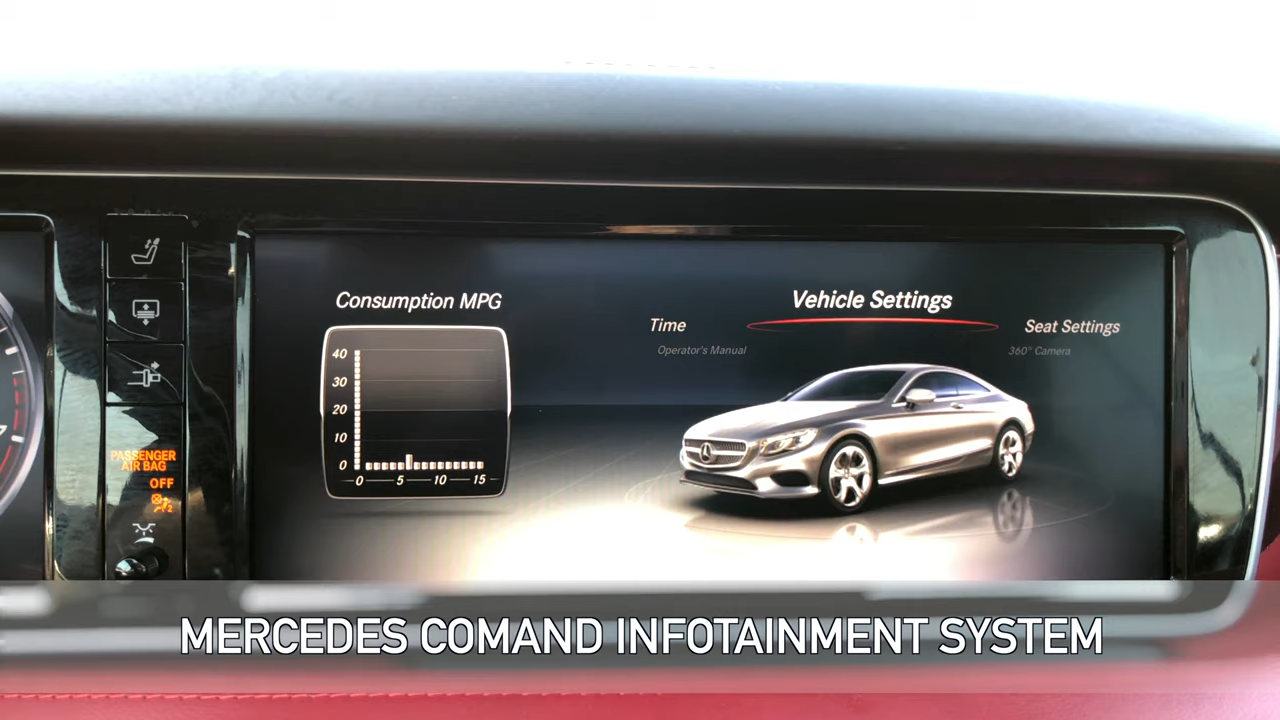 Consumption MPG
40
30
20
10
0
0 5 10 15
Vehicle Settings
Time
Seat Settings
Operator's Manual
360° Camera
PASSENGER
AIR BAG
OFF
MERCEDES COMAND INFOTAINMENT SYSTEM